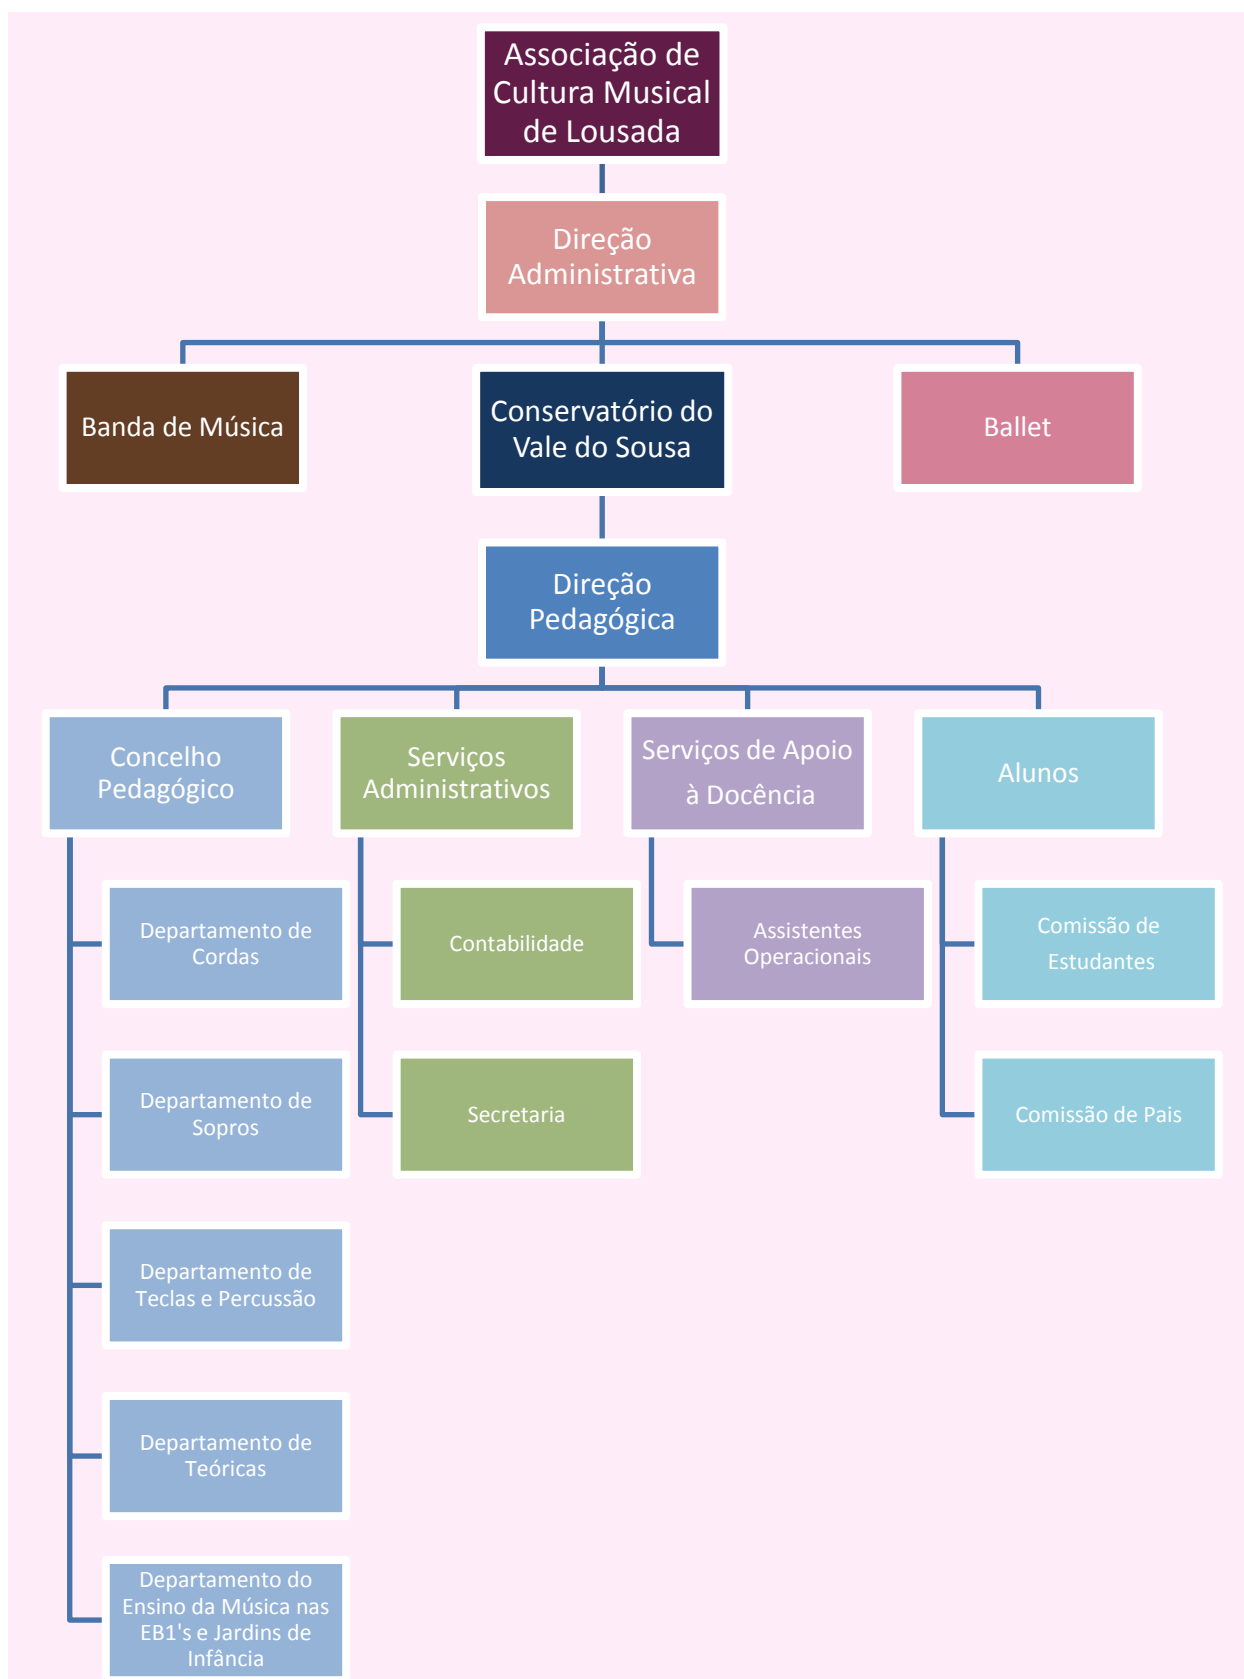 Associação de
Cultura Musical
de Lousada
Direção
Administrativa
Banda de Música
Conservatório do
Vale do Sousa
Ballet
Direção
Pedagógica
Concelho
Pedagógico
Serviços
Administrativos
Serviços de Apoio
à Docência
Alunos
Departamento de
Cordas
Contabilidade
Assistentes
Operacionais
Comissão de
Estudantes
Departamento de
Sopros
Secretaria
Comissão de Pais
Departamento de
Teclas e Percussão
Departamento de
Teóricas
Departamento do
Ensino da Música nas
EB1's e Jardins de
Infância